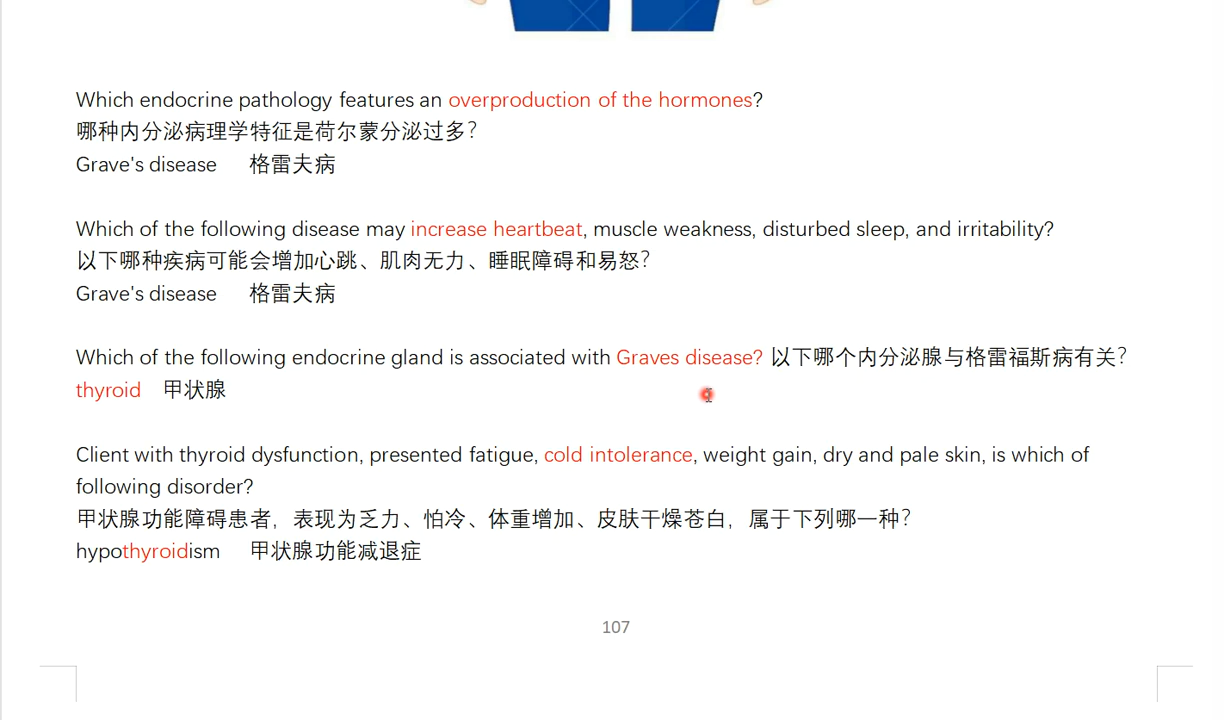 Which endocrine pathology features an overproduction of the hormones?
哪种内分泌病理学特征是荷尔蒙分泌过多？
Grave's disease 格雷夫病
Which of the following disease may increase heartbeat, muscle weakness, disturbed sleep, and irritability?
以下哪种疾病可能会增加心跳、肌肉无力、睡眠障碍和易怒？
Grave's disease 格雷夫病
Which of the following endocrine gland is associated with Graves disease? 以下哪个内分泌腺与格雷福斯病有关？
thyroid 甲状腺
Client with thyroid dysfunction, presented fatigue, cold intolerance, weight gain, dry and pale skin, is which of
following disorder?
甲状腺功能障碍患者，表现为乏力、怕冷、体重增加、皮肤干燥苍白，属于下列哪一种？
hypothyroidism 甲状腺功能减退症
107